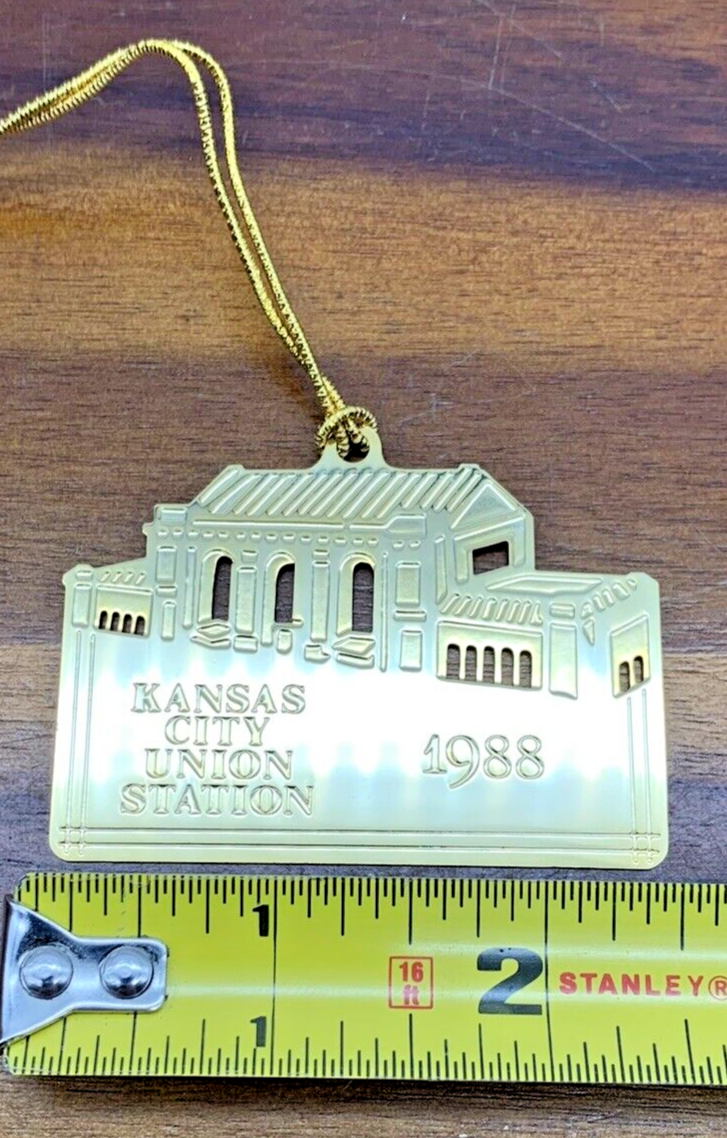 KANSAS
CITY
UNION
STATION
1988
1
16
ft
2
STANLEY®
1